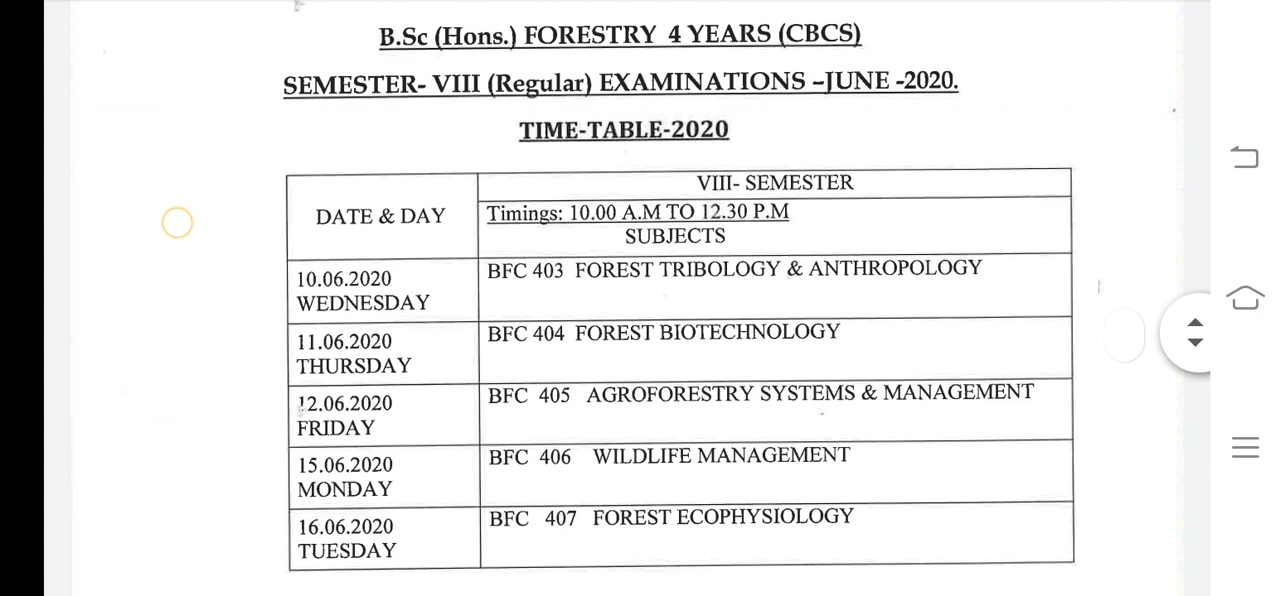 B.Sc (Hons.) FORESTRY 4 YEARS (CBCS)
SEMESTER- VIII (Regular) EXAMINATIONS –JUNE -2020.
TIME-TABLE-2020
DATE & DAY
VIII- SEMESTER
Timings: 10.00 A.M TO 12.30 P.M
SUBJECTS
10.06.2020
WEDNESDAY
BFC 403 FOREST TRIBOLOGY & ANTHROPOLOGY
11.06.2020
THURSDAY
BFC 404 FOREST BIOTECHNOLOGY
12.06.2020
FRIDAY
BFC 405 AGROFORESTRY SYSTEMS & MANAGEMENT
15.06.2020
MONDAY
BFC 406 WILDLIFE MANAGEMENT
16.06.2020
TUESDAY
BFC 407 FOREST ECOPHYSIOLOGY